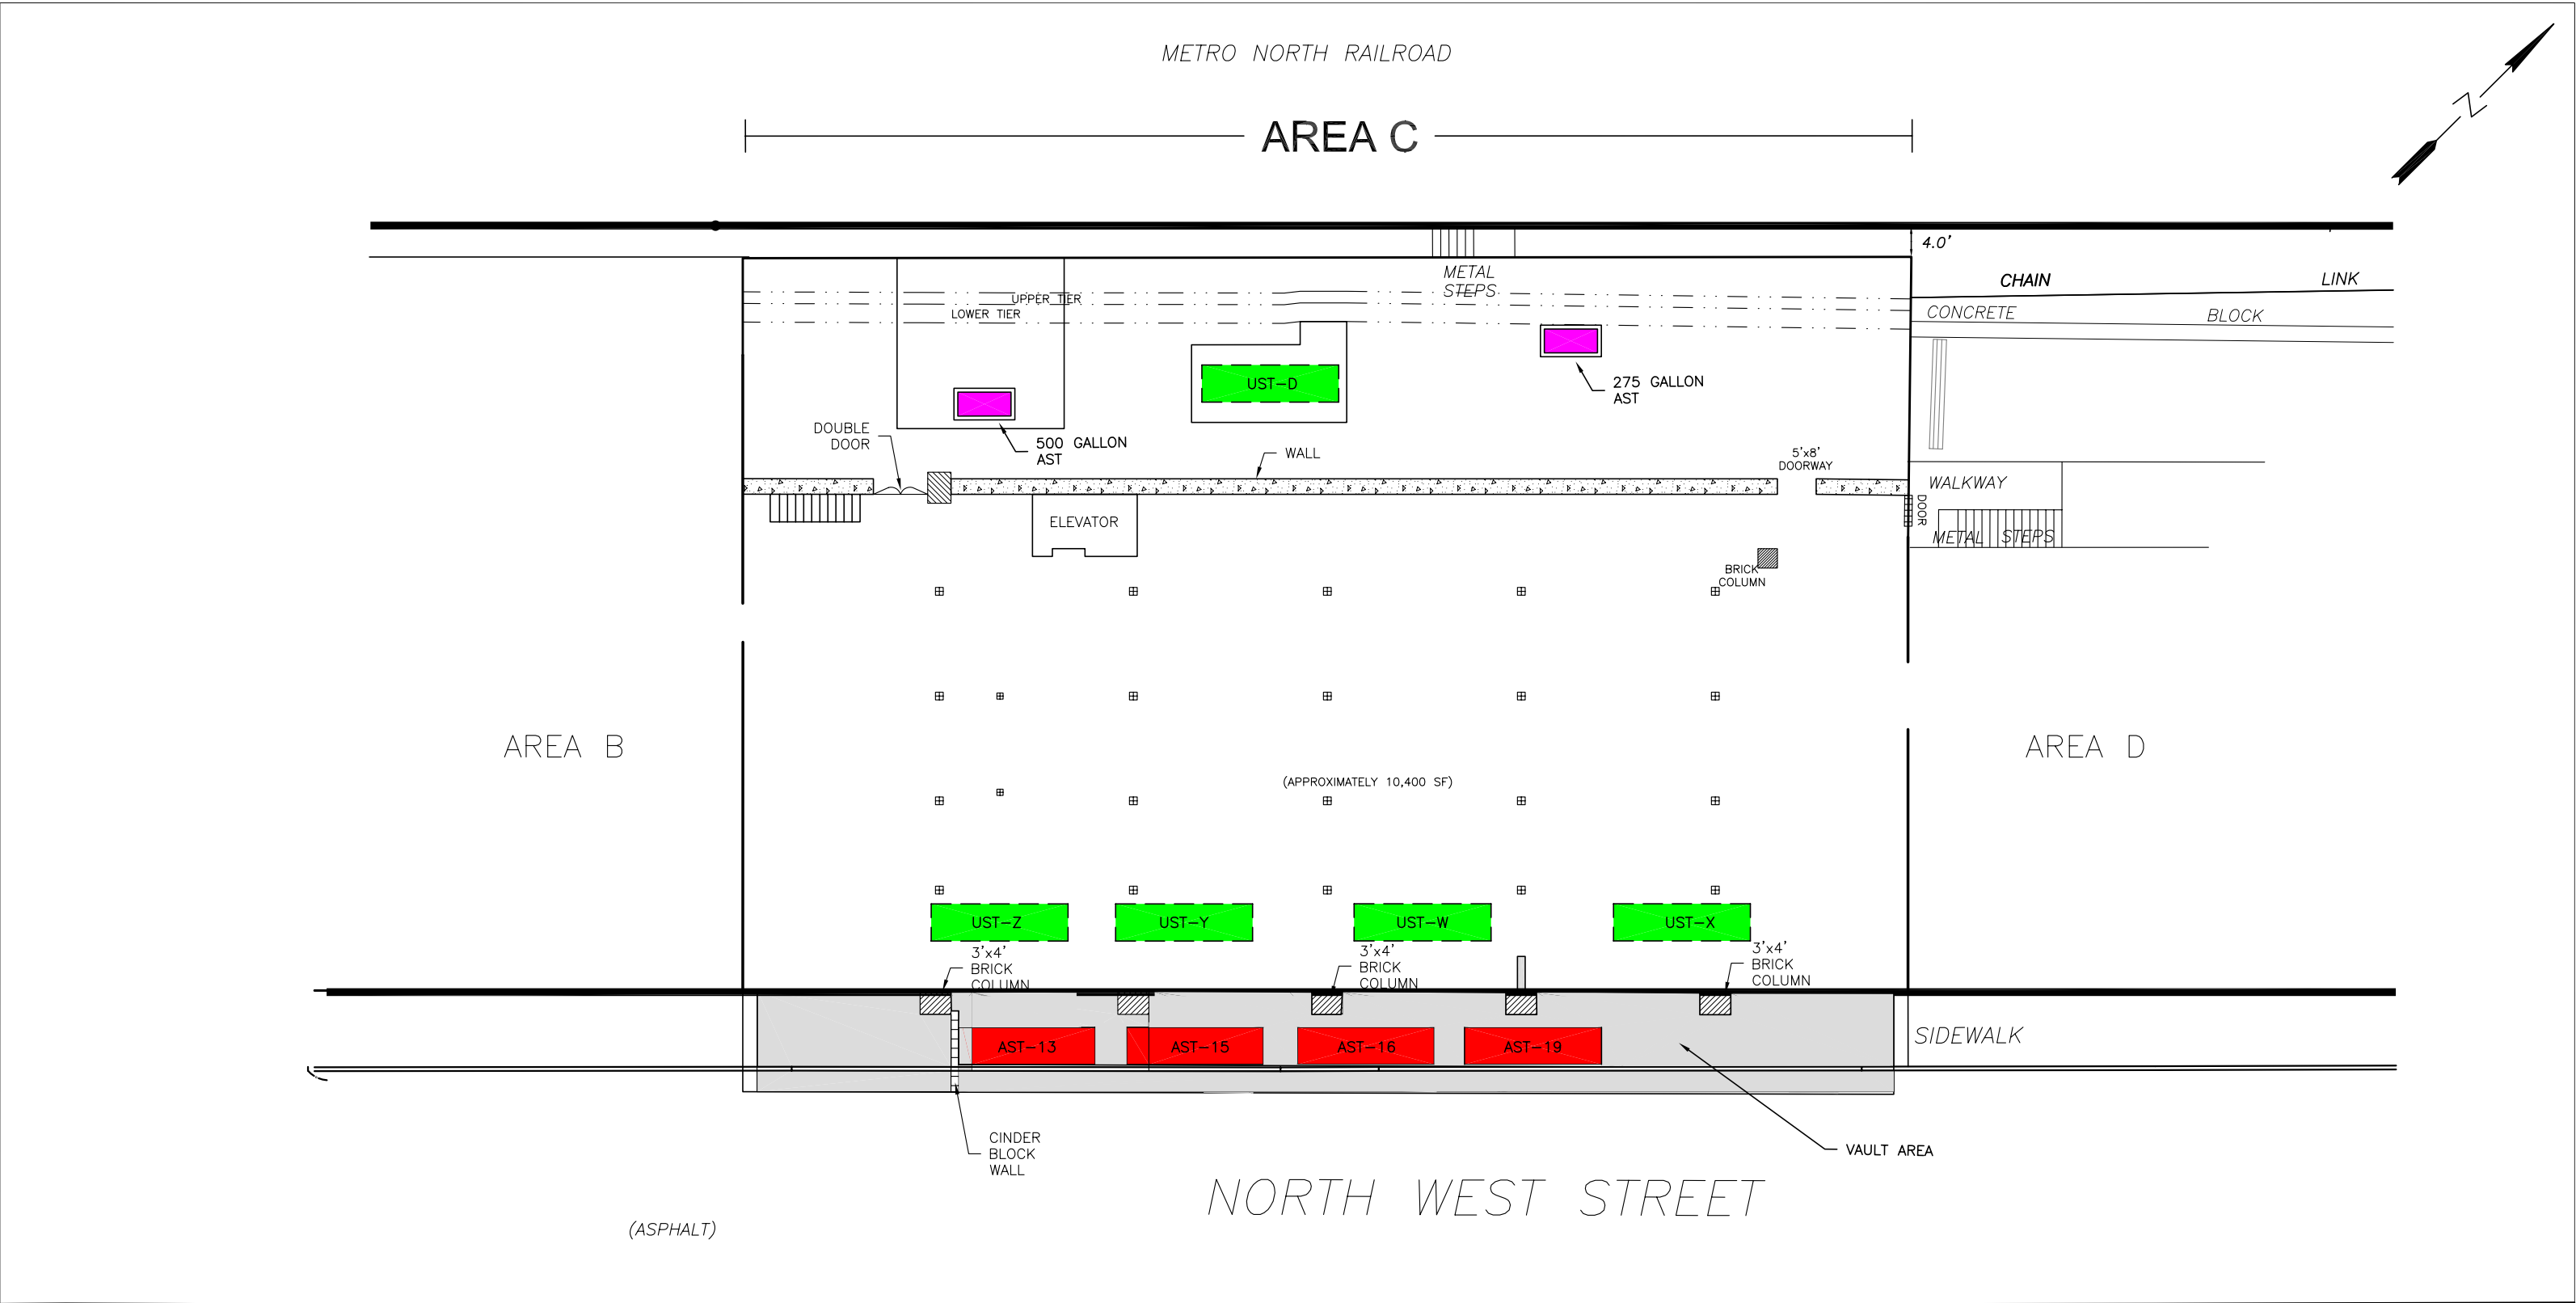 METRO NORTH RAILROAD
N
AREA C
4.0'
METAL
STEPS
CHAIN LINK
UPPER TIER
LOWER TIER
CONCRETE BLOCK
UST-D
275 GALLON
AST
DOUBLE
DOOR
500 GALLON
AST
WALL
5'x8'
DOORWAY
WALKWAY
DOOR
ELEVATOR
METAL STEPS
BRICK
COLUMN
AREA B
AREA D
(APPROXIMATELY 10,400 SF)
UST-Z
UST-Y
UST-W
UST-X
3'x4'
BRICK
COLUMN
3'x4'
BRICK
COLUMN
3'x4'
BRICK
COLUMN
SIDEWALK
AST-13
AST-15
AST-16
AST-19
CINDER
BLOCK
WALL
VAULT AREA
NORTH WEST STREET
(ASPHALT)